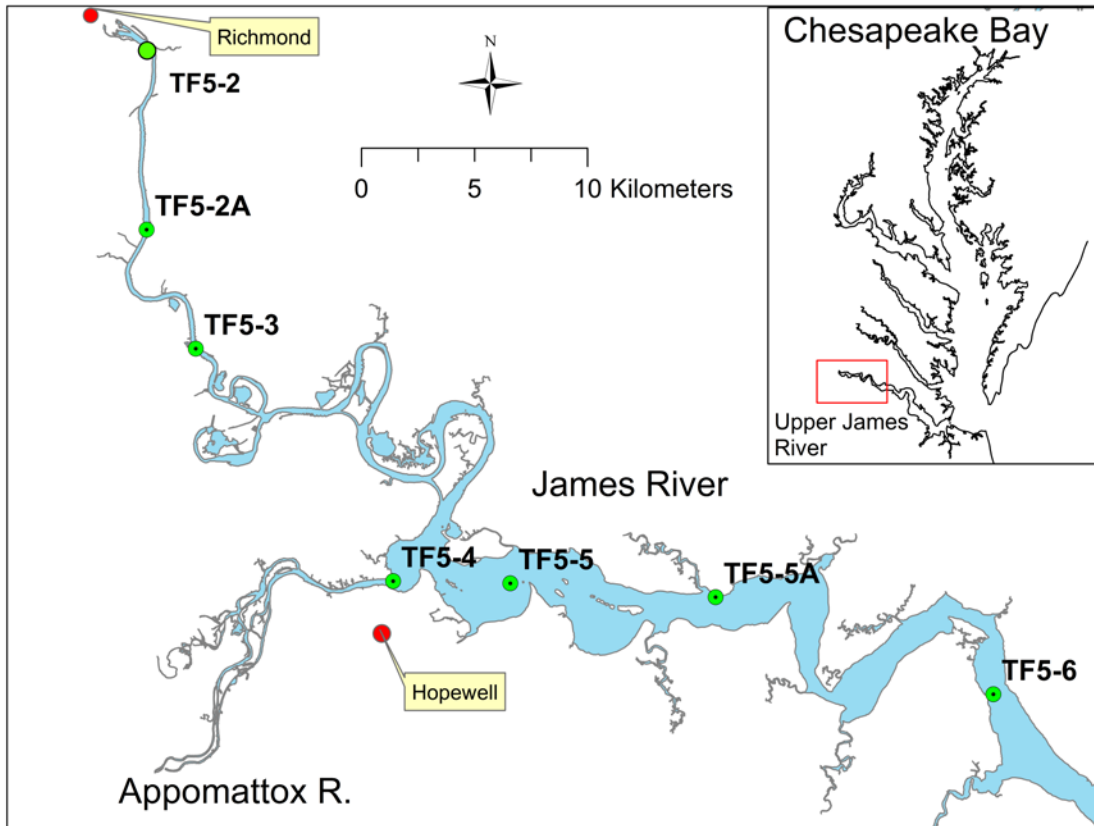 Richmond
N
Chesapeake Bay
TF5-2
0 5 10 Kilometers
TF5-2A
TF5-3
Upper James
River
James River
TF5-4
TF5-5
TF5-5A
TF5-6
Hopewell
Appomattox R.